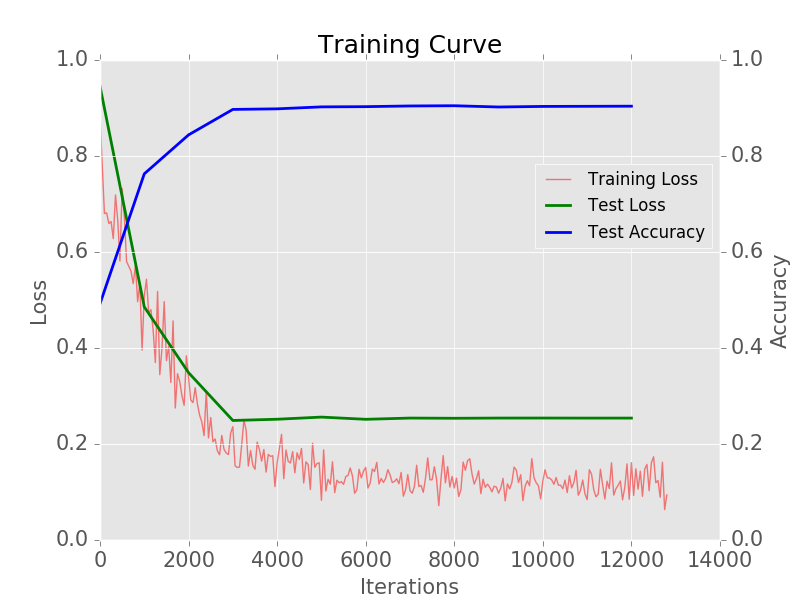 Training Curve
1.0
0.8
0.6
0.4
0.2
0.0
Loss
1.0
0.8
0.6
0.4
0.2
0.0
Accuracy
Training Loss
Test Loss
Test Accuracy
0 2000 4000 6000 8000 10000 12000 14000
Iterations